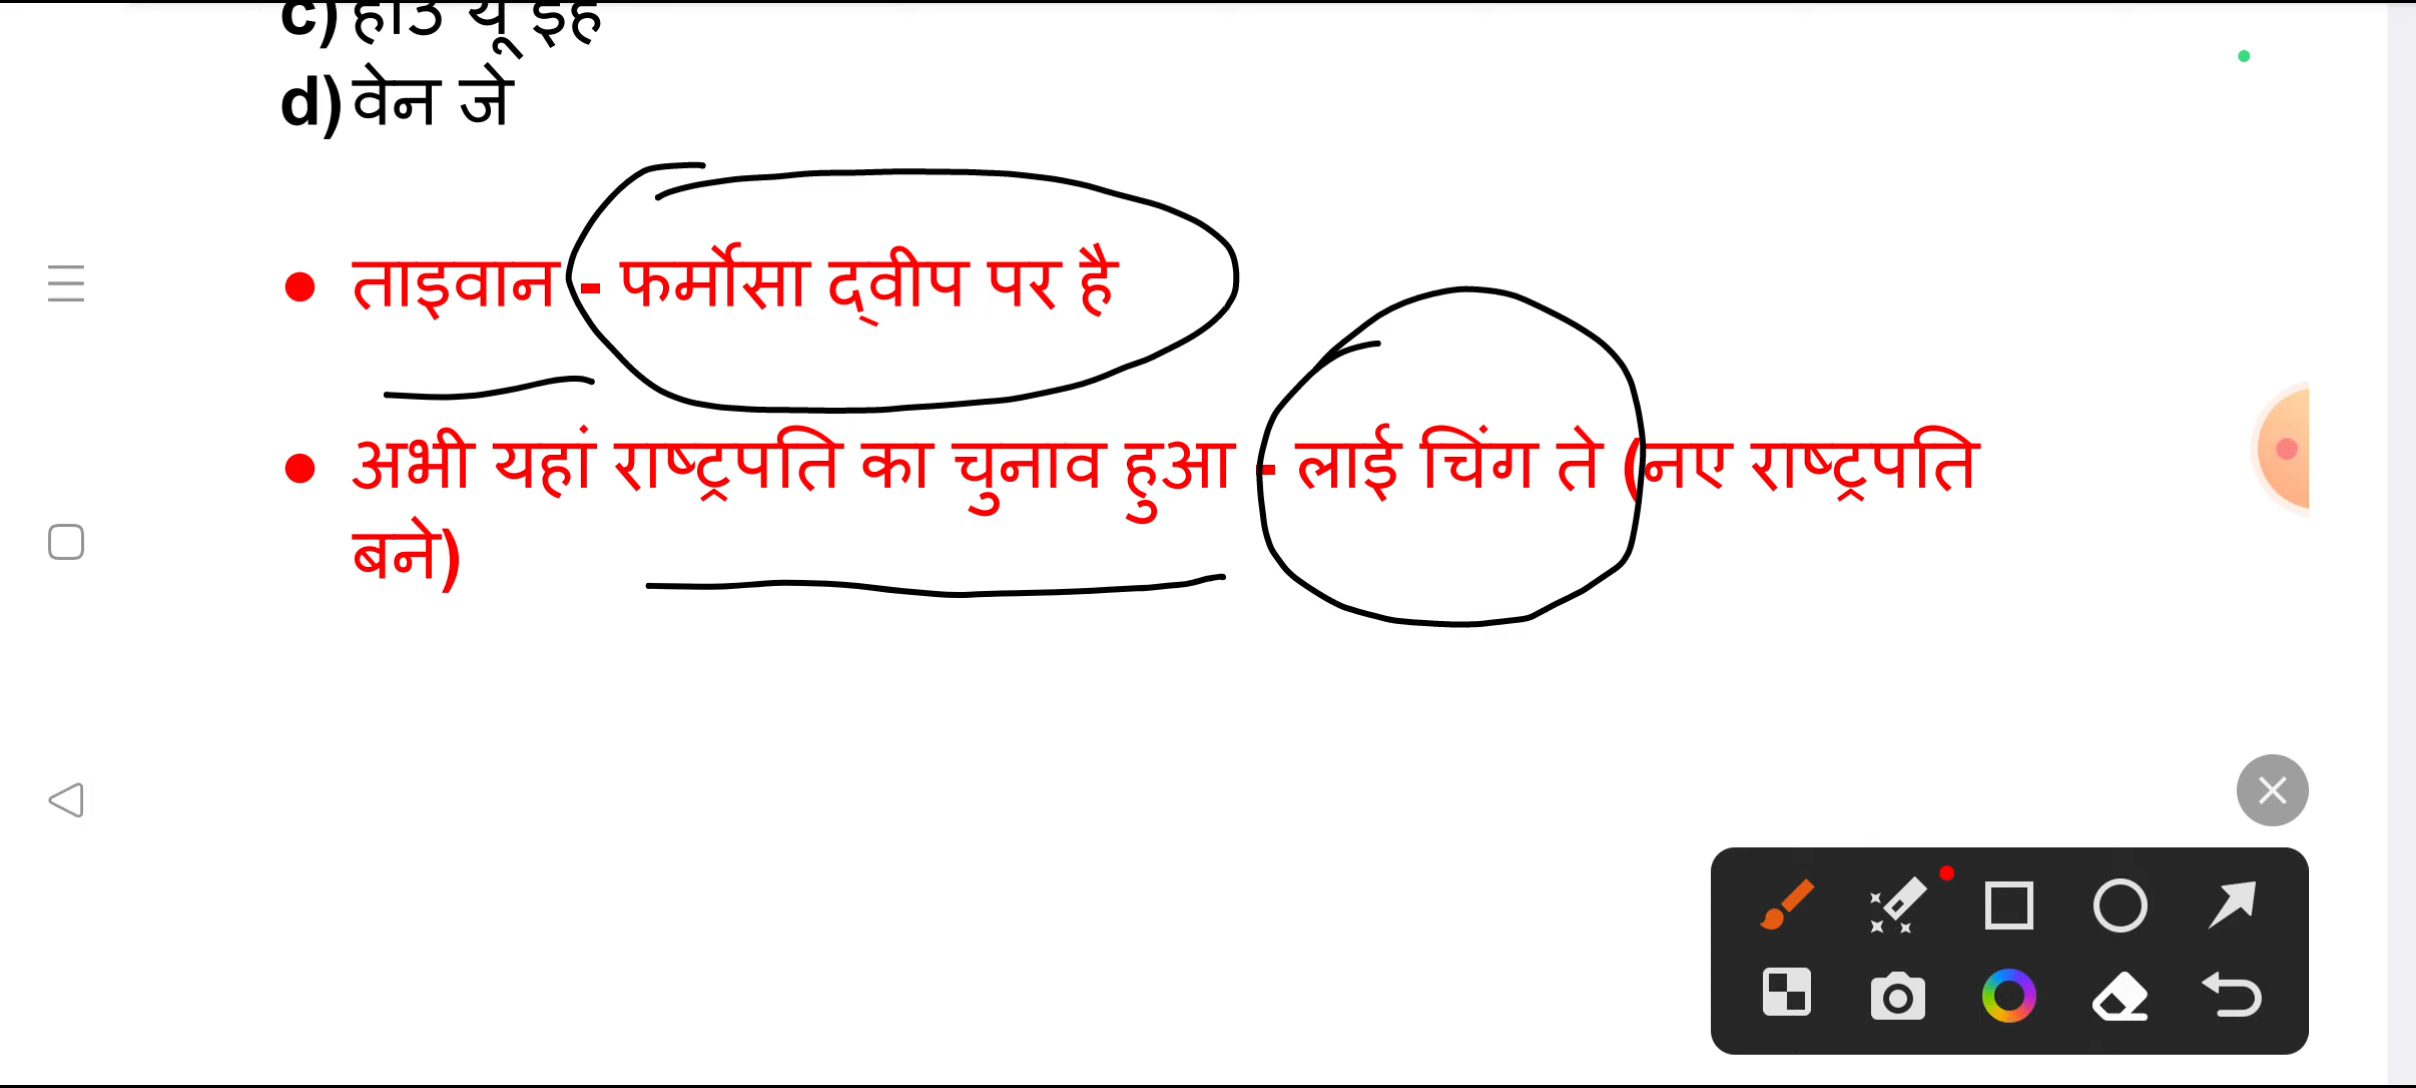 c) हाउ यू इह
d) वेन जे
● ताइवान - फर्मोसा द्वीप पर है
● अभी यहां राष्ट्रपति का चुनाव हुआ - लाई चिंग ते (नए राष्ट्रपति
बने)